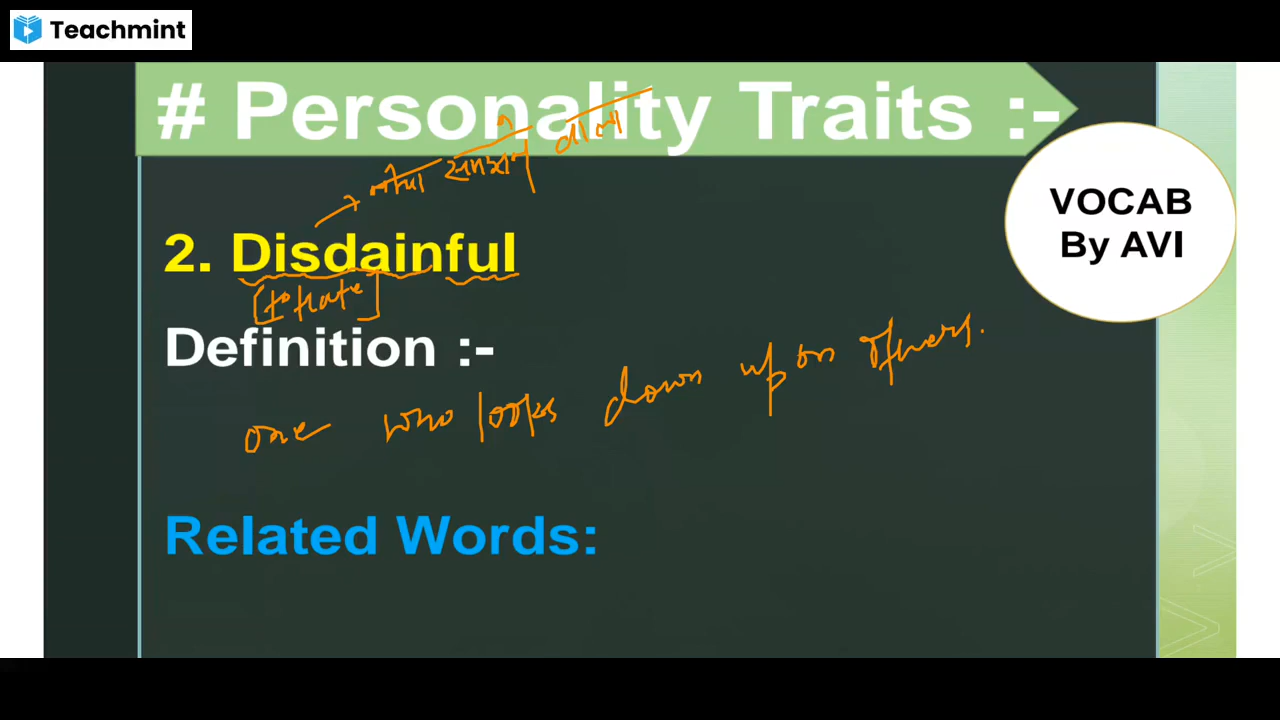 Teachmint
# Personality Traits :-
VOCAB
By AVI
नीचा समझने वाला
2. Disdainful
[to hate]
Definition :-
one who looks down upon others.
Related Words: